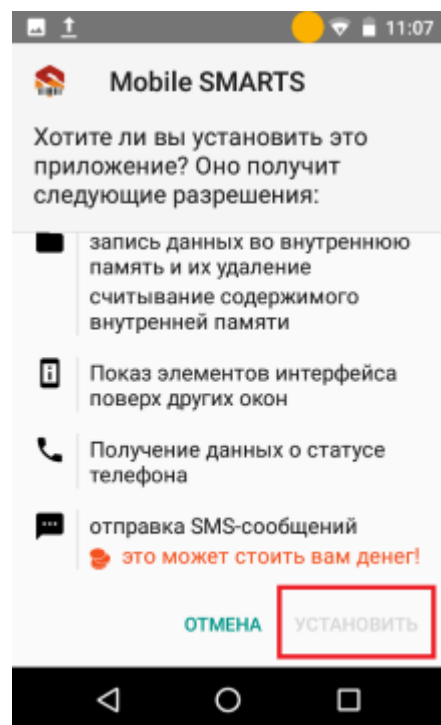 11:07
Mobile SMARTS
Хотите ли вы установить это
приложение? Оно получит
следующие разрешения:
запись данных во внутреннюю
память и их удаление
считывание содержимого
внутренней памяти
Показ элементов интерфейса
поверх других окон
Получение данных о статусе
телефона
отправка SMS-сообщений
это может стоить вам денег!
ОТМЕНА УСТАНОВИТЬ